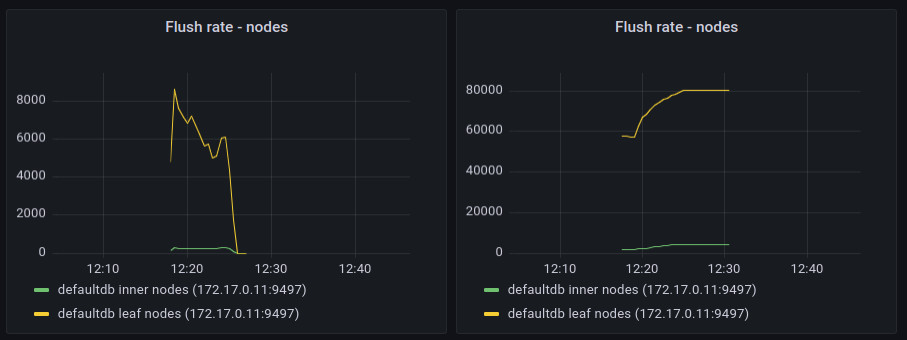 Flush rate - nodes
8000
6000
4000
2000
0
12:10 12:20 12:30 12:40
defaultdb inner nodes (172.17.0.11:9497)
defaultdb leaf nodes (172.17.0.11:9497)
Flush rate - nodes
80000
60000
40000
20000
0
12:10 12:20 12:30 12:40
defaultdb inner nodes (172.17.0.11:9497)
defaultdb leaf nodes (172.17.0.11:9497)